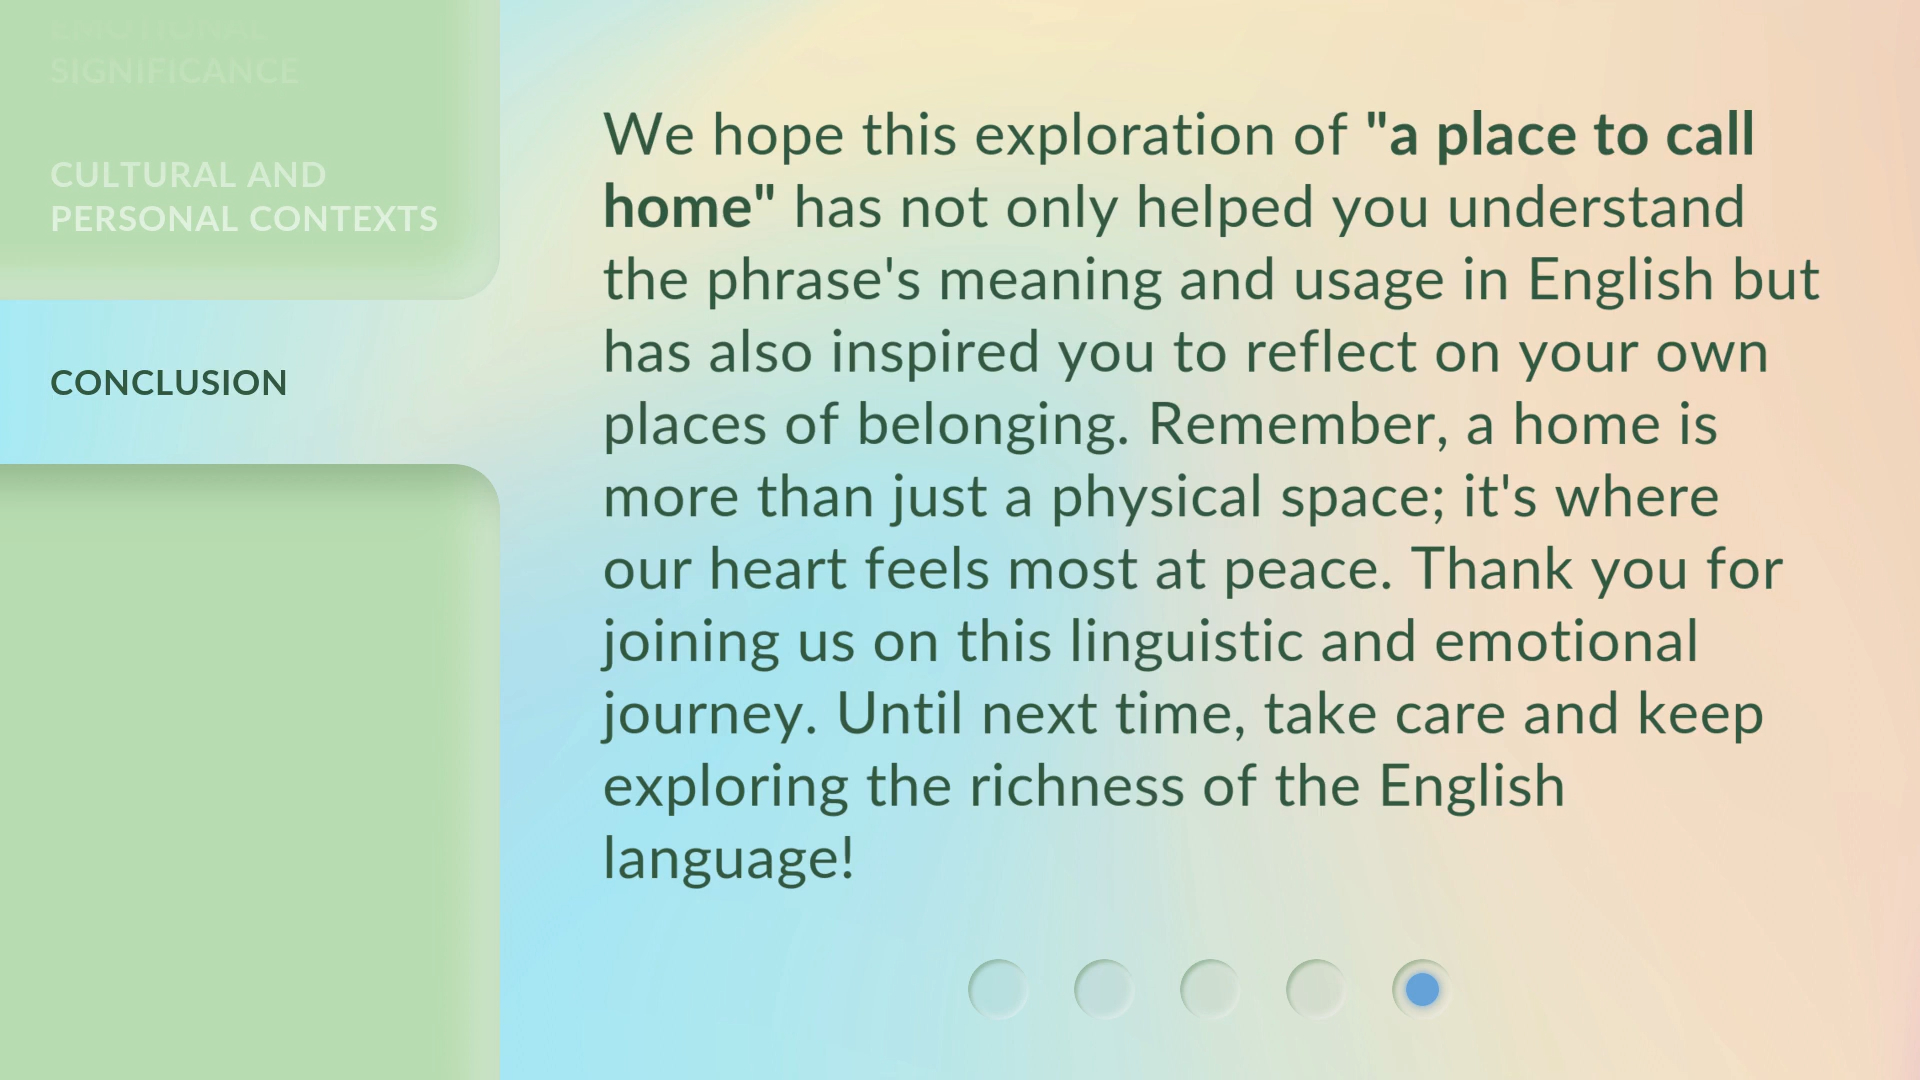 EMOTIONAL
SIGNIFICANCE
CULTURAL AND
PERSONAL CONTEXTS
CONCLUSION
We hope this exploration of "a place to call
home" has not only helped you understand
the phrase's meaning and usage in English but
has also inspired you to reflect on your own
places of belonging. Remember, a home is
more than just a physical space; it's where
our heart feels most at peace. Thank you for
joining us on this linguistic and emotional
journey. Until next time, take care and keep
exploring the richness of the English
language!